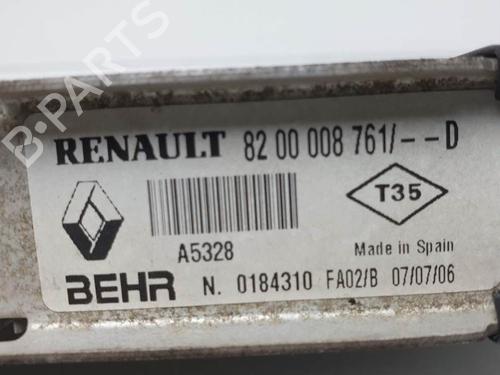 B-PARTS
RENAULT 82 00 008 761/--D
T35
A5328
Made in Spain
BEHR N. 0184310 FA02/B 07/07/06